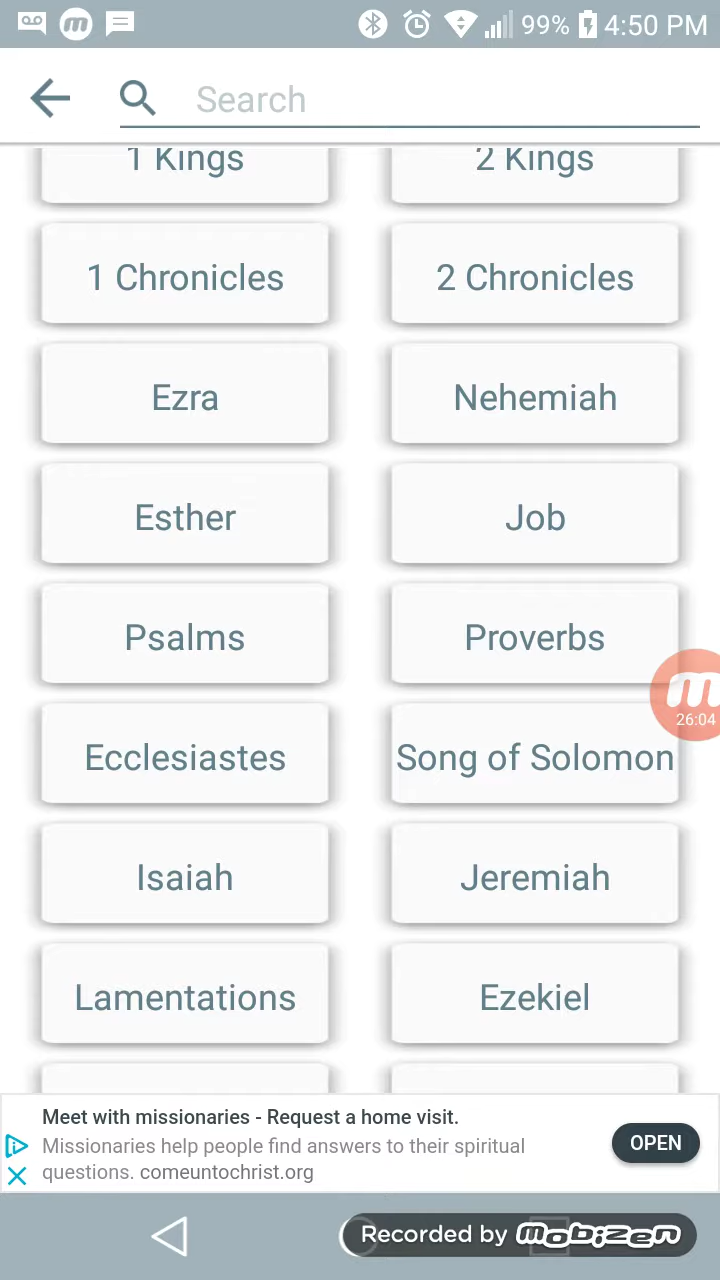 99% 4:50 PM
Search
1 Kings 2 Kings
1 Chronicles 2 Chronicles
Ezra Nehemiah
Esther Job
Psalms Proverbs
26:04
Ecclesiastes Song of Solomon
Isaiah Jeremiah
Lamentations Ezekiel
Meet with missionaries - Request a home visit.
Missionaries help people find answers to their spiritual
questions. comeuntochrist.org
OPEN
Recorded by mobizen